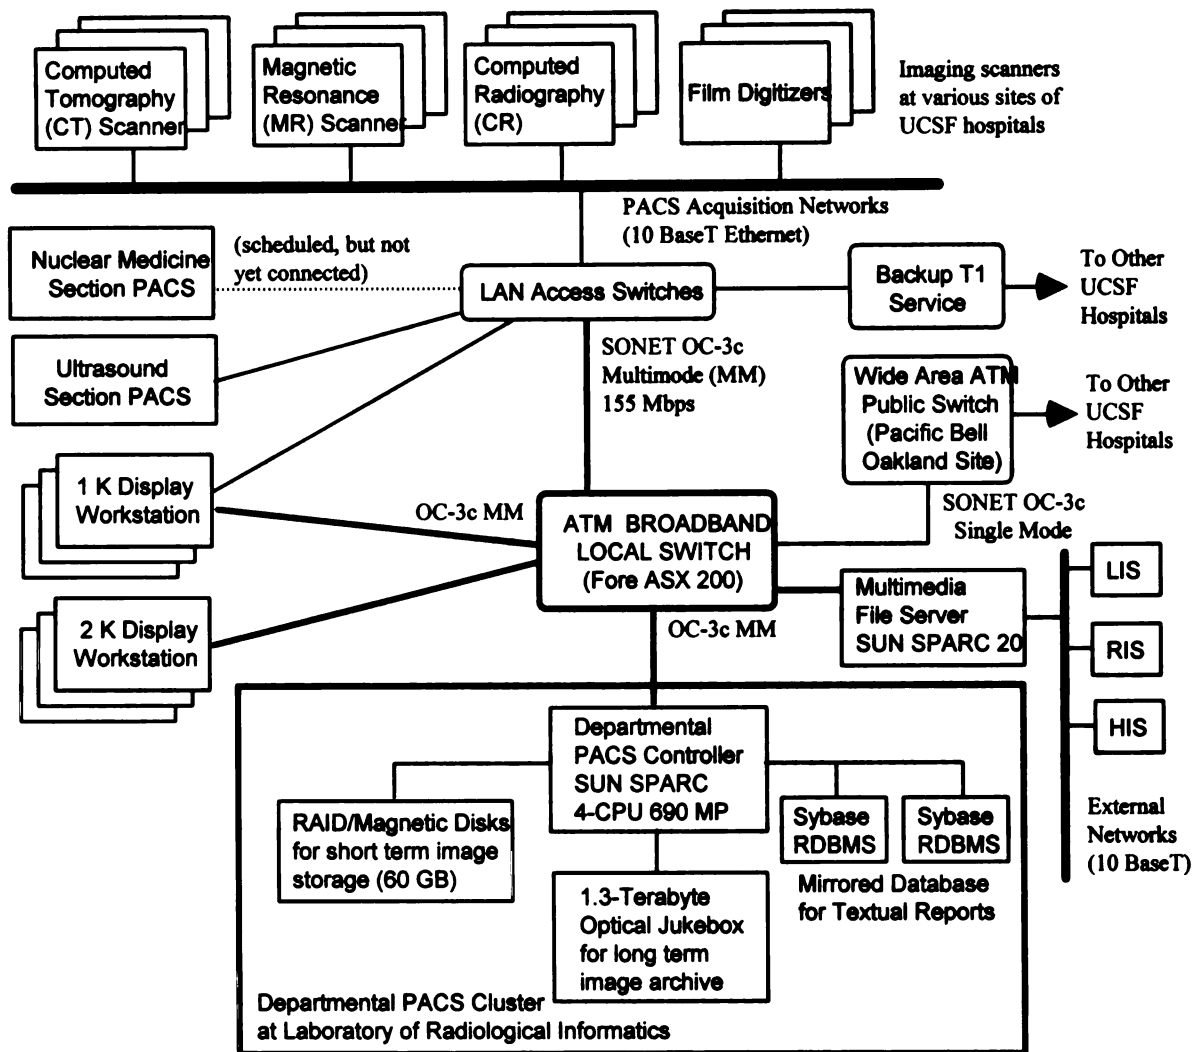 Computed
Tomography
(CT) Scanner
Magnetic
Resonance
(MR) Scanner
Computed
Radiography
(CR)
Film Digitizers
Imaging scanners
at various sites of
UCSF hospitals
PACS Acquisition Networks
(10 BaseT Ethernet)
Nuclear Medicine
Section PACS
(scheduled, but not
yet connected)
LAN Access Switches
Backup T1
Service
To Other
UCSF
Hospitals
Ultrasound
Section PACS
SONET OC-3c
Multimode (MM)
155 Mbps
Wide Area ATM
Public Switch
(Pacific Bell
Oakland Site)
To Other
UCSF
Hospitals
1 K Display
Workstation
OC-3c MM
ATM BROADBAND
LOCAL SWITCH
(Fore ASX 200)
SONET OC-3c
Single Mode
LIS
Multimedia
File Server
SUN SPARC 20
RIS
HIS
2 K Display
Workstation
OC-3c MM
Departmental
PACS Controller
SUN SPARC
4-CPU 690 MP
RAID/Magnetic Disks
for short term image
storage (60 GB)
Sybase
RDBMS
Sybase
RDBMS
External
Networks
(10 BaseT)
Mirrored Database
for Textual Reports
1.3-Terabyte
Optical Jukebox
for long term
image archive
Departmental PACS Cluster
at Laboratory of Radiological Informatics